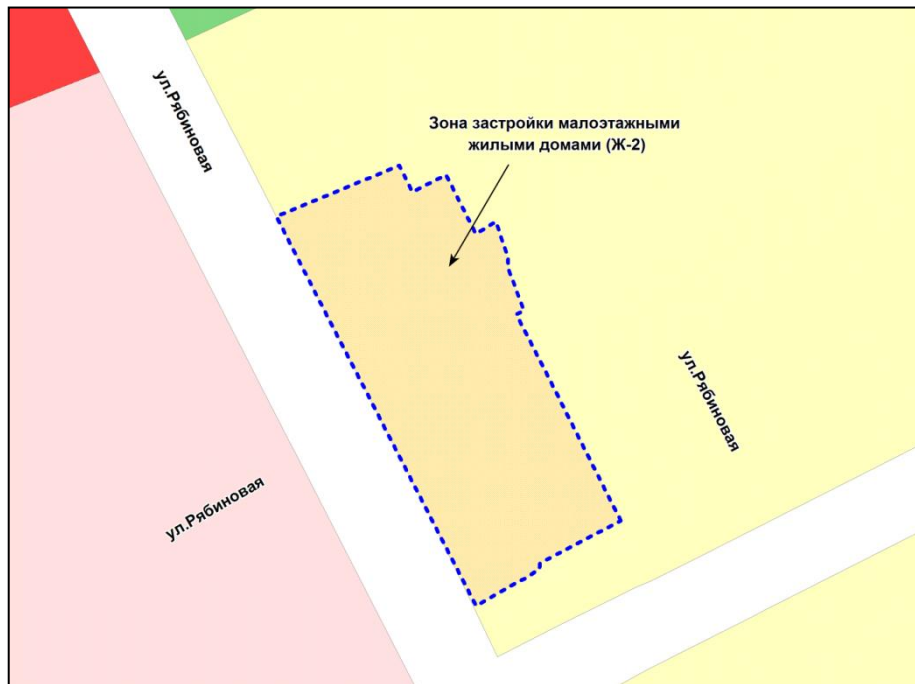 ул.Рябиновая
Зона застройки малоэтажными
жилыми домами (Ж-2)
ул.Рябиновая
ул.Рябиновая